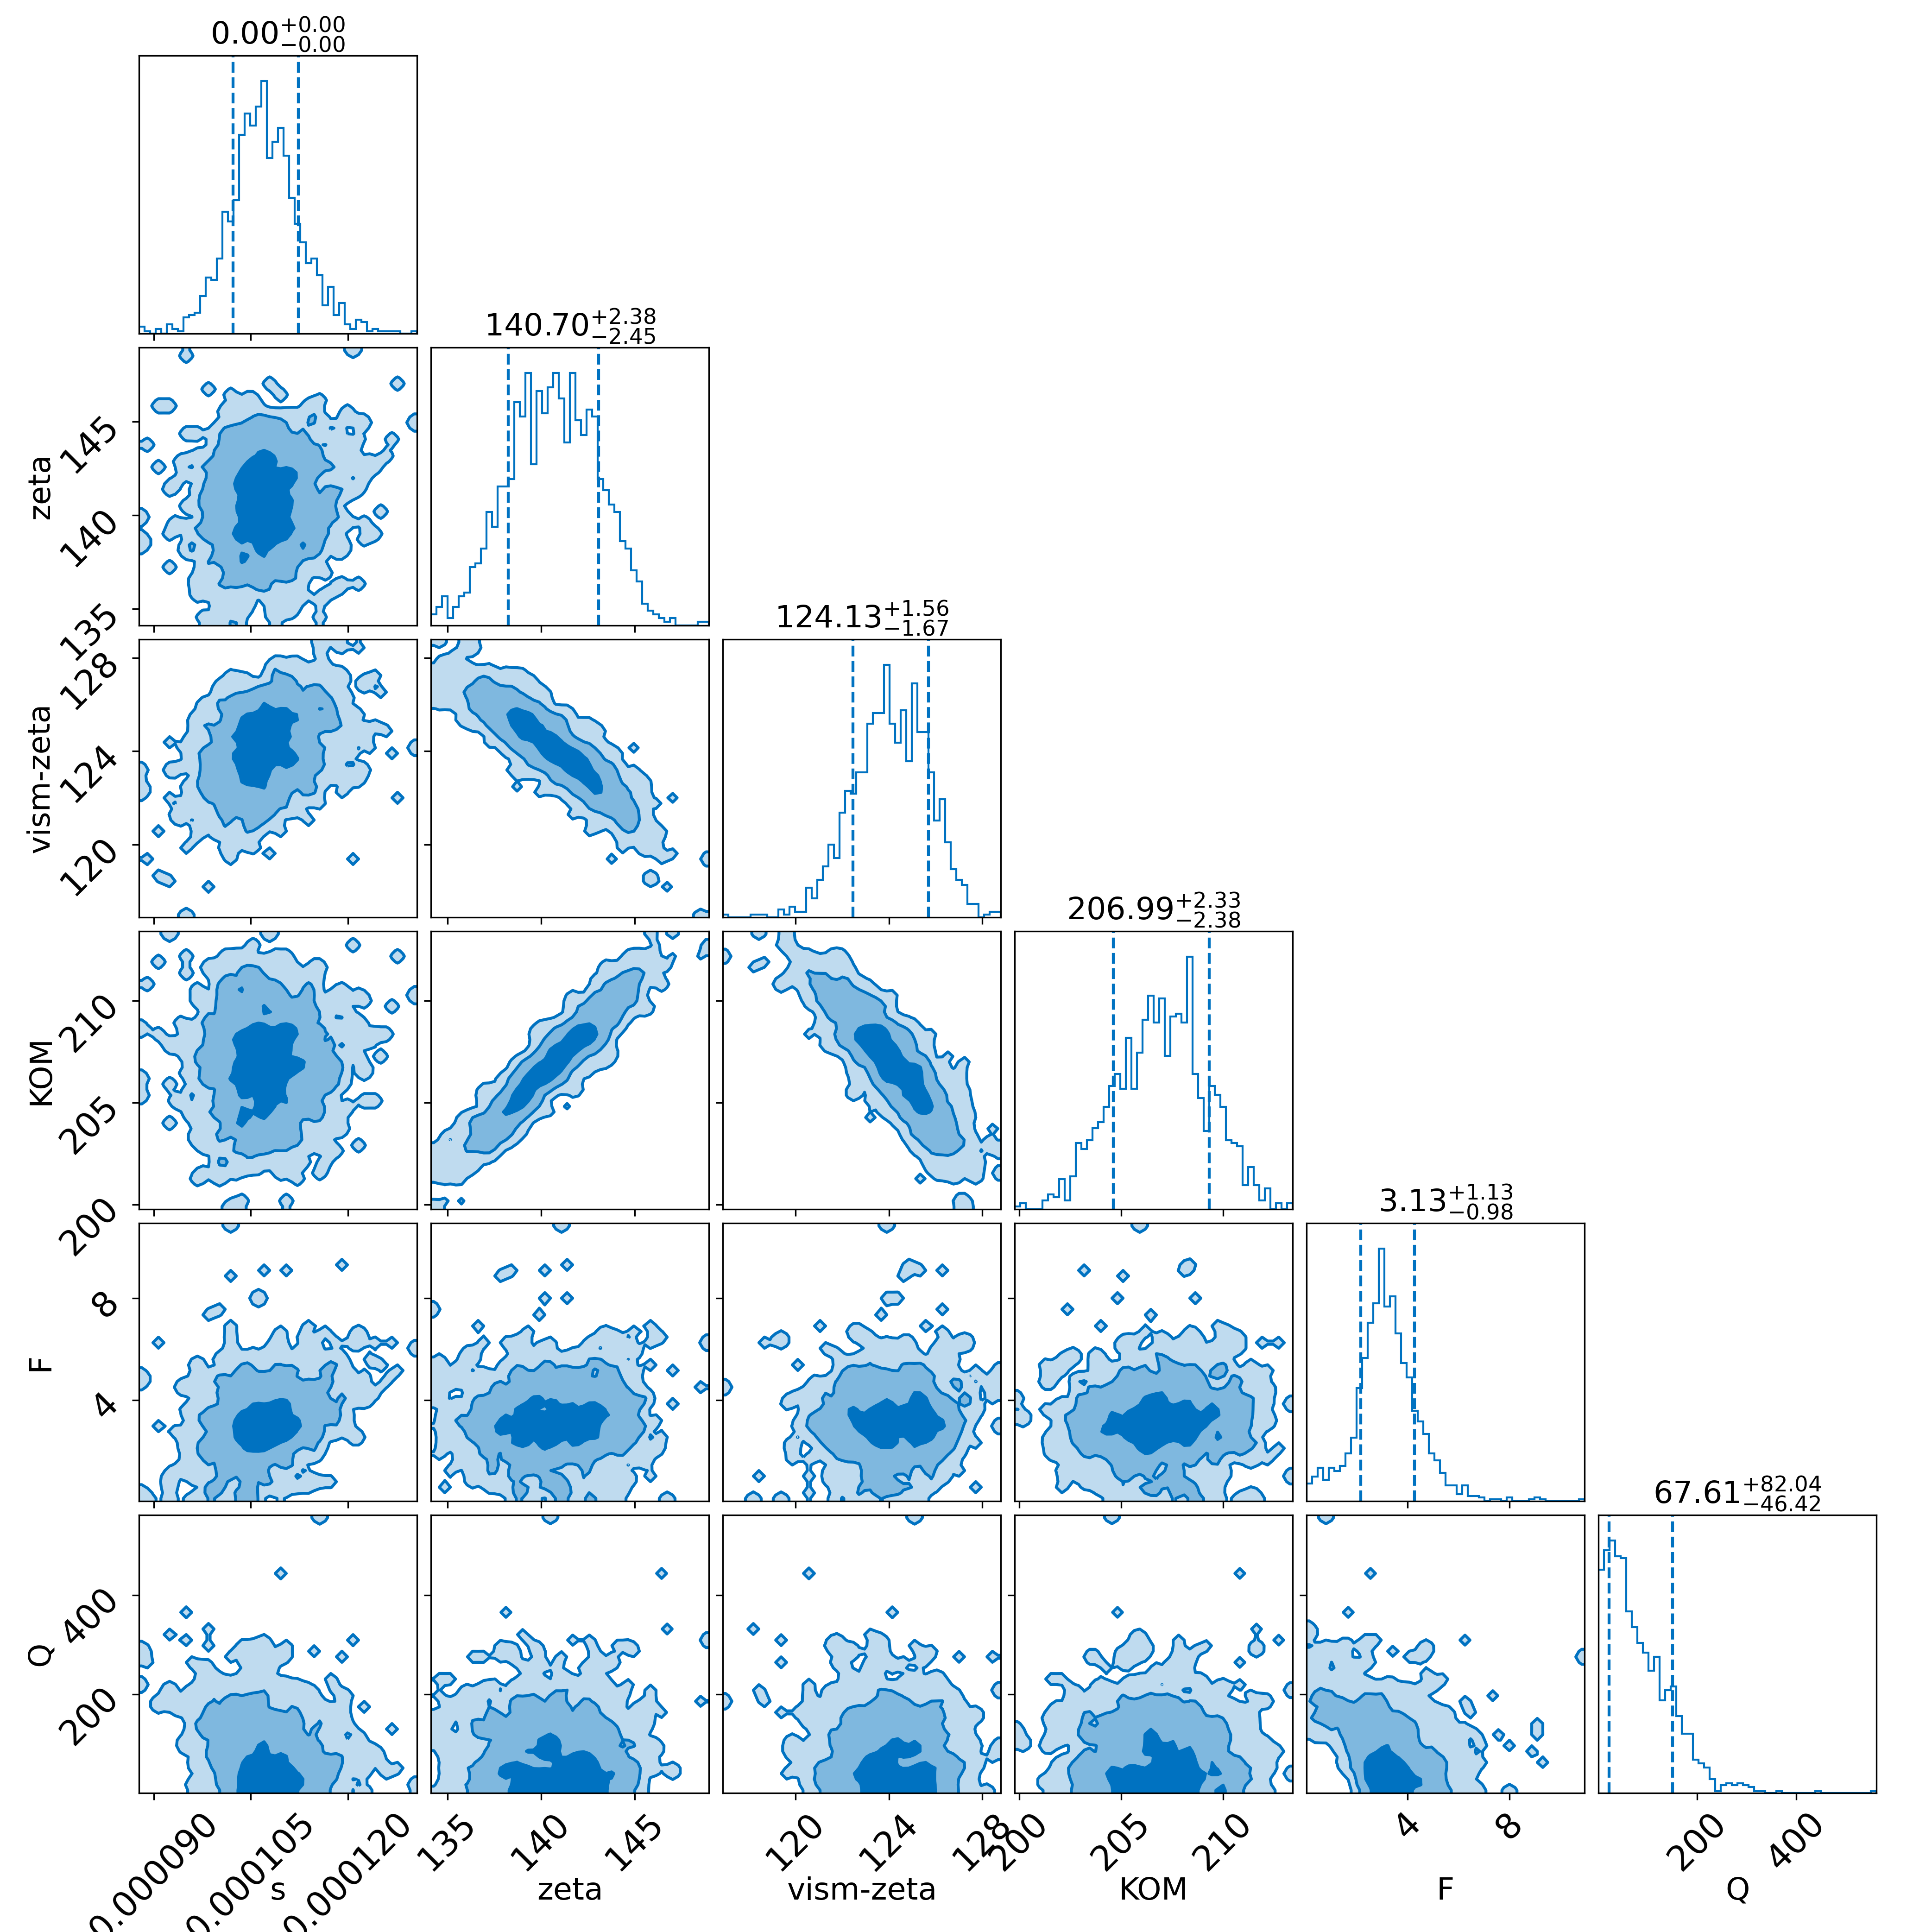 0.00+0.00−0.00
140.70+2.38−2.45
zeta
145
140
135
124.13+1.56−1.67
vism-zeta
128
124
120
206.99+2.33−2.38
KOM
210
205
200
3.13+1.13−0.98
F
8
4
67.61+82.04−46.42
Q
400
200
0.000090 0.000105 0.000120
135 140 145
120 124 128
200 205 210
4 8
200 400
s zeta vism-zeta KOM F Q